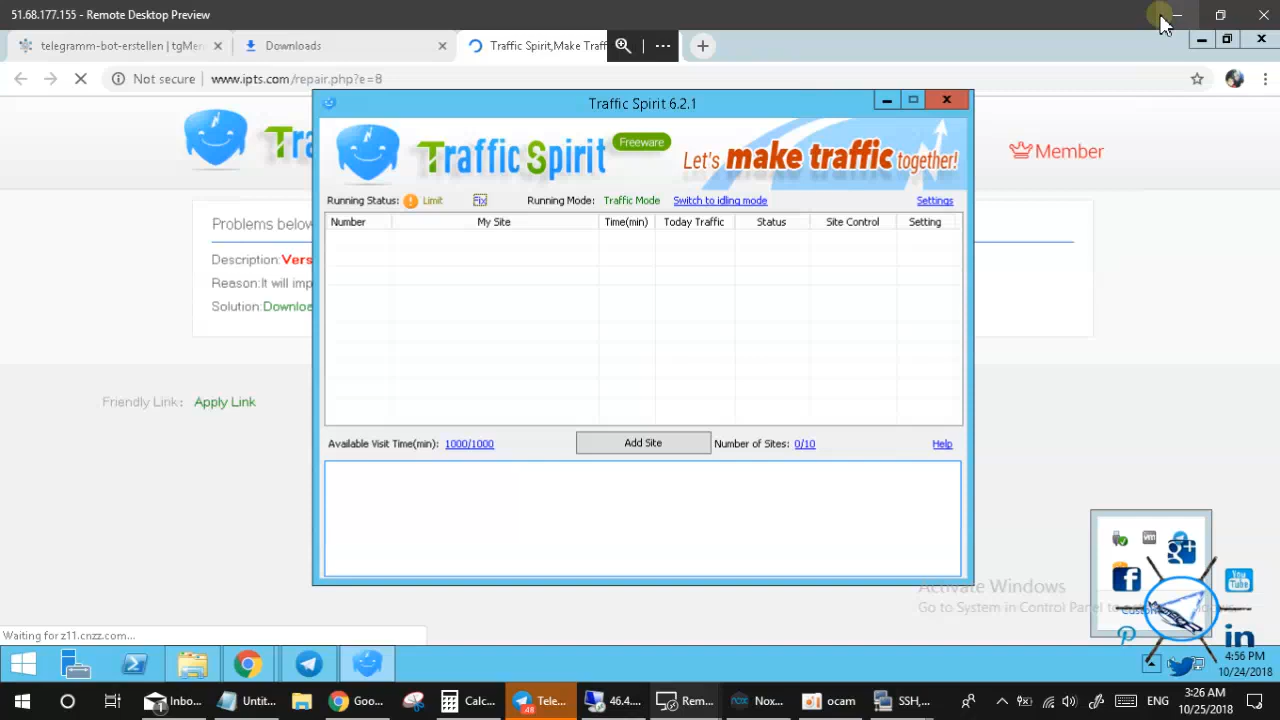 51.68.177.155 - Remote Desktop Preview
telegramm-bot-erstellen | tgMer
Downloads
Traffic Spirit,Make Traff
Not secure
www.ipts.com/repair.php?e=8
Traffic Spirit 6.2.1
Tra
Traffic Spirit
Freeware
Let's make traffic together!
Member
Running Status:
Limit
Fix
Running Mode:
Traffic Mode
Switch to idling mode
Settings
Number
My Site
Time(min)
Today Traffic
Status
Site Control
Setting
Problems below
Description:Vers
Reason:It will imp
Solution:Downloa
Friendly Link:
Apply Link
Available Visit Time(min):
1000/1000
Add Site
Number of Sites:
0/10
Help
Activate Windows
Go to System in Control Panel to
Waiting for z11.cnzz.com...
4:56 PM
10/24/2018
Inbo...
Untit...
Goo...
Calc...
Tele...
46.4....
Rem...
Nox...
ocam
SSH,...
ENG
3:26 AM
10/25/2018